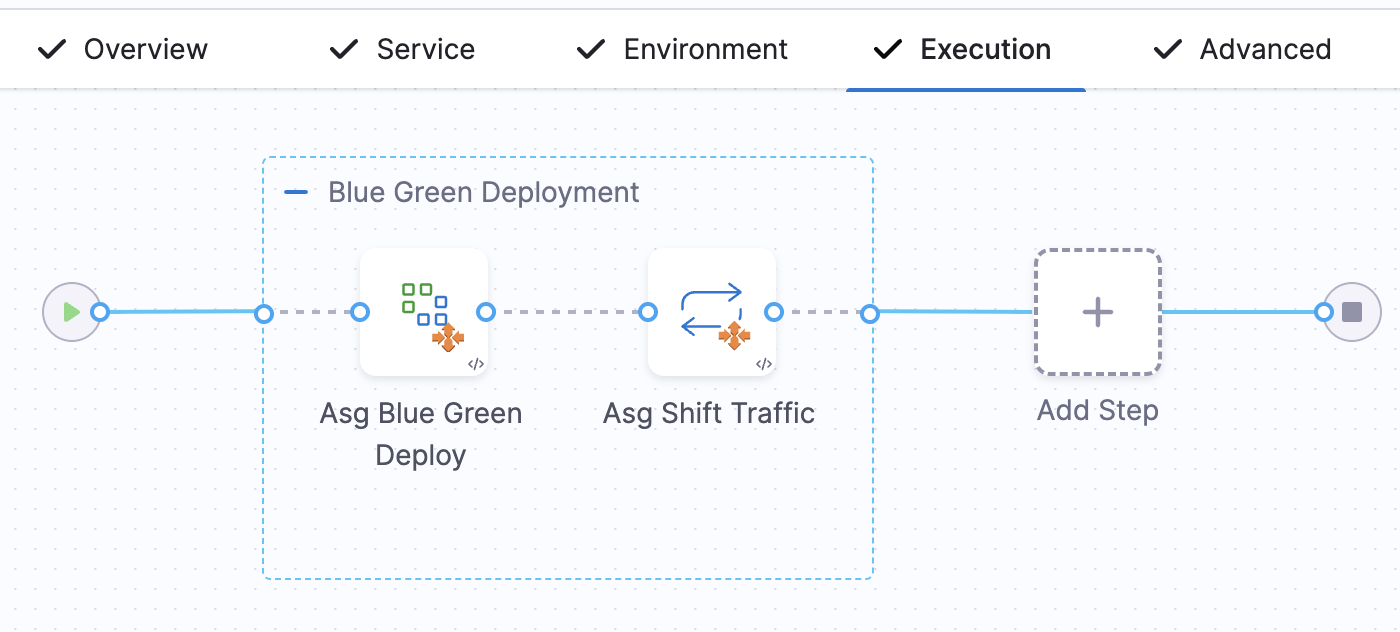 Overview
Service
Environment
Execution
Advanced
Blue Green Deployment
</>
</>
Asg Blue Green
Deploy
Asg Shift Traffic
Add Step